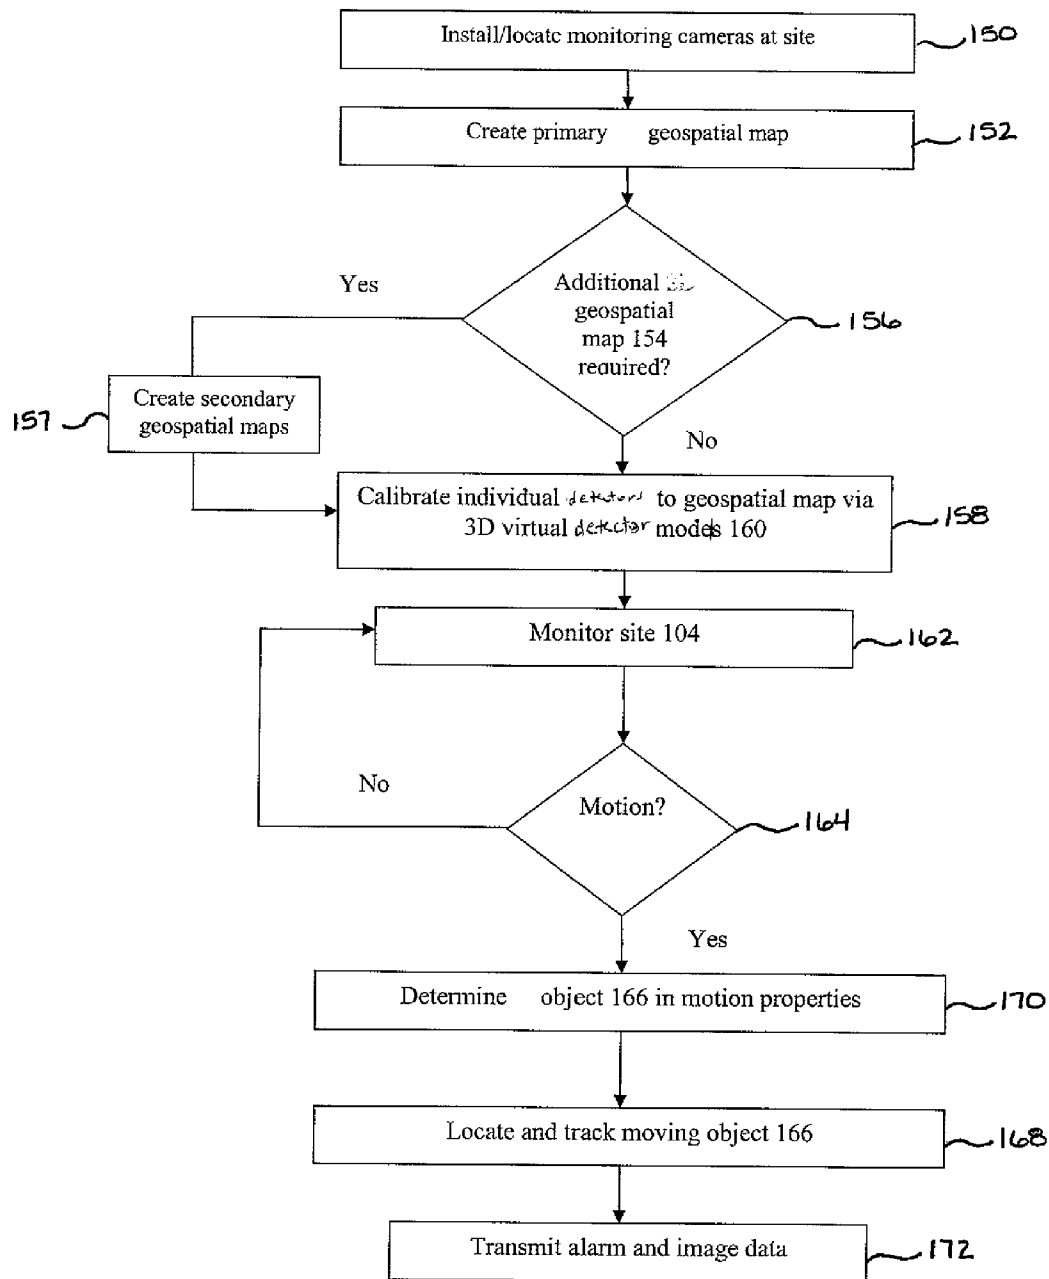 Install/locate monitoring cameras at site
150
Create primary geospatial map
152
Yes
Additional
geospatial
map 154
required?
156
Create secondary
geospatial maps
157
No
Calibrate individual detectors to geospatial map via
3D virtual detector modes 160
158
Monitor site 104
162
No
Motion?
164
Yes
Determine object 166 in motion properties
170
Locate and track moving object 166
168
Transmit alarm and image data
172